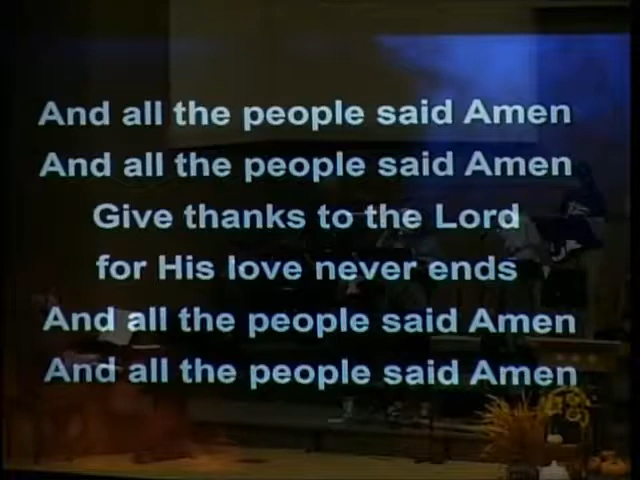 And all the people said Amen
And all the people said Amen
Give thanks to the Lord
for His love never ends
And all the people said Amen
And all the people said Amen